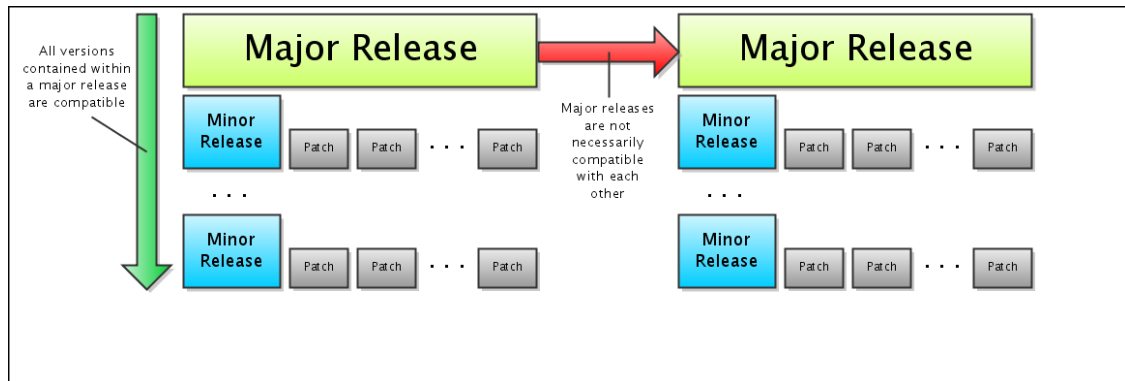 All versions
contained within
a major release
are compatible
Major Release
Minor
Release
Patch
Patch
. . .
Patch
. . .
Minor
Release
Patch
Patch
. . .
Patch
Major releases
are not
necessarily
compatible
with each
other
Major Release
Minor
Release
Patch
Patch
. . .
Patch
. . .
Minor
Release
Patch
Patch
. . .
Patch